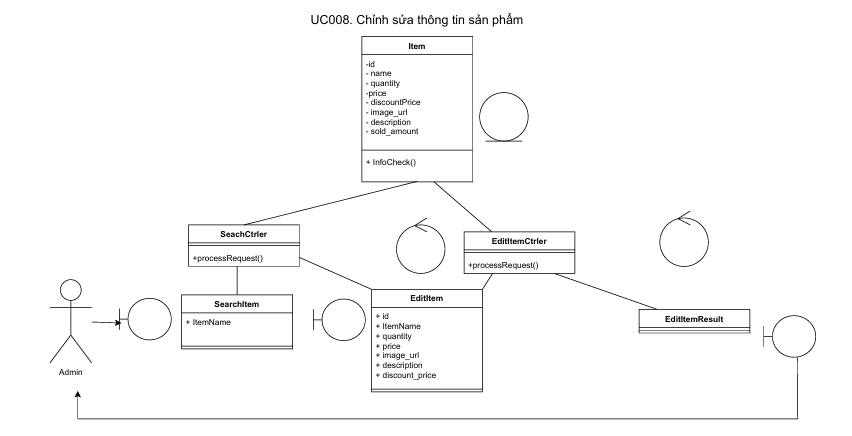 UC008. Chỉnh sửa thông tin sản phẩm
Item
-id
- name
- quantity
-price
- discountPrice
- image_url
- description
- sold_amount
+ InfoCheck()
SeachCtrler
+processRequest()
EditItemCtrler
+processRequest()
SearchItem
+ ItemName
EditItem
+ id
+ ItemName
+ quantity
+ price
+ image_url
+ description
+ discount_price
EditItemResult
Admin